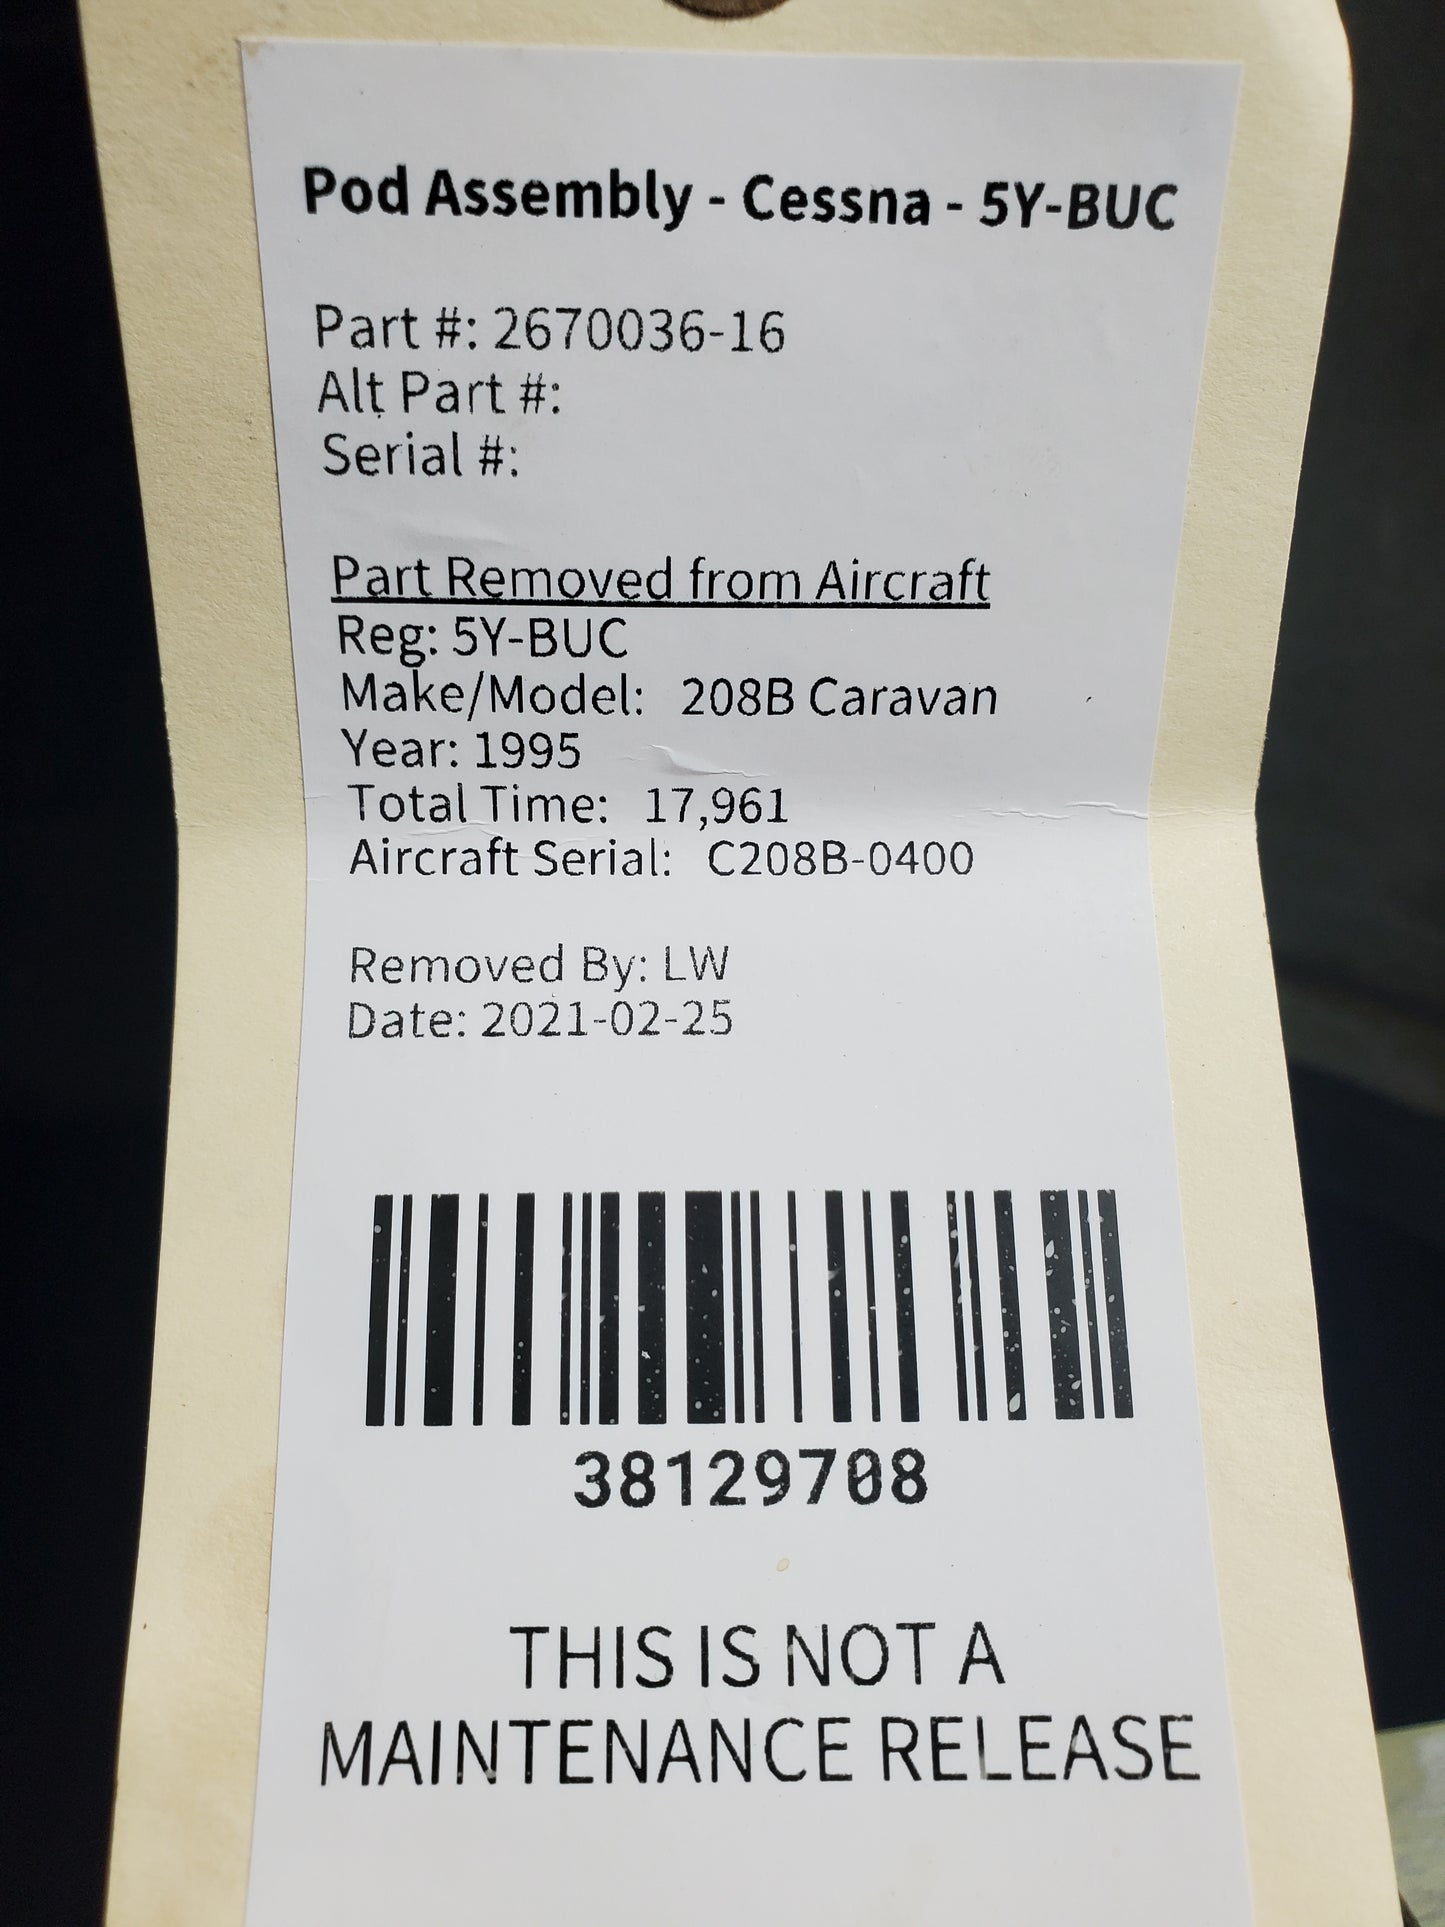 Pod Assembly - Cessna - 5Y-BUC
Part #: 2670036-16
Alt Part #:
Serial #:
Part Removed from Aircraft
Reg: 5Y-BUC
Make/Model: 208B Caravan
Year: 1995
Total Time: 17,961
Aircraft Serial: C208B-0400
Removed By: LW
Date: 2021-02-25
38129708
THIS IS NOT A
MAINTENANCE RELEASE